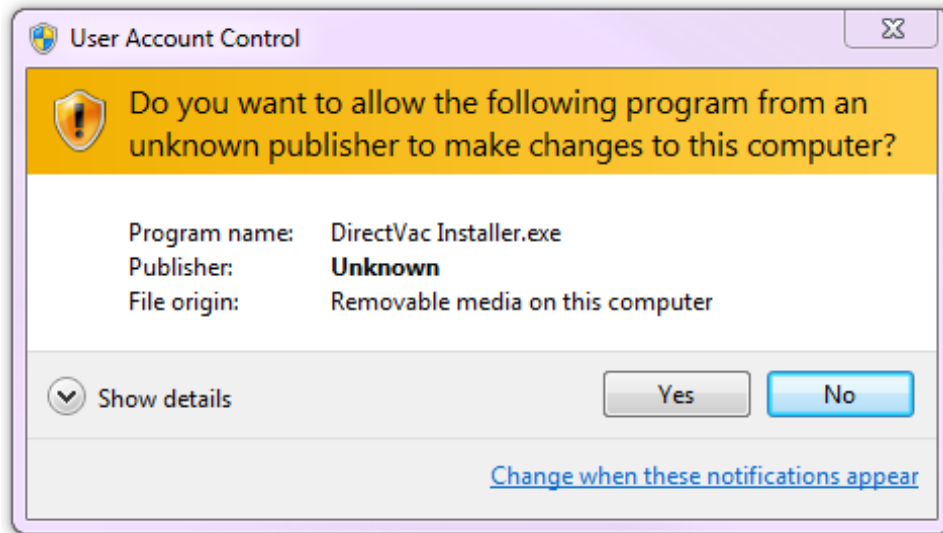 User Account Control
Do you want to allow the following program from an
unknown publisher to make changes to this computer?
Program name: DirectVac Installer.exe
Publisher: Unknown
File origin: Removable media on this computer
Show details Yes No
Change when these notifications appear